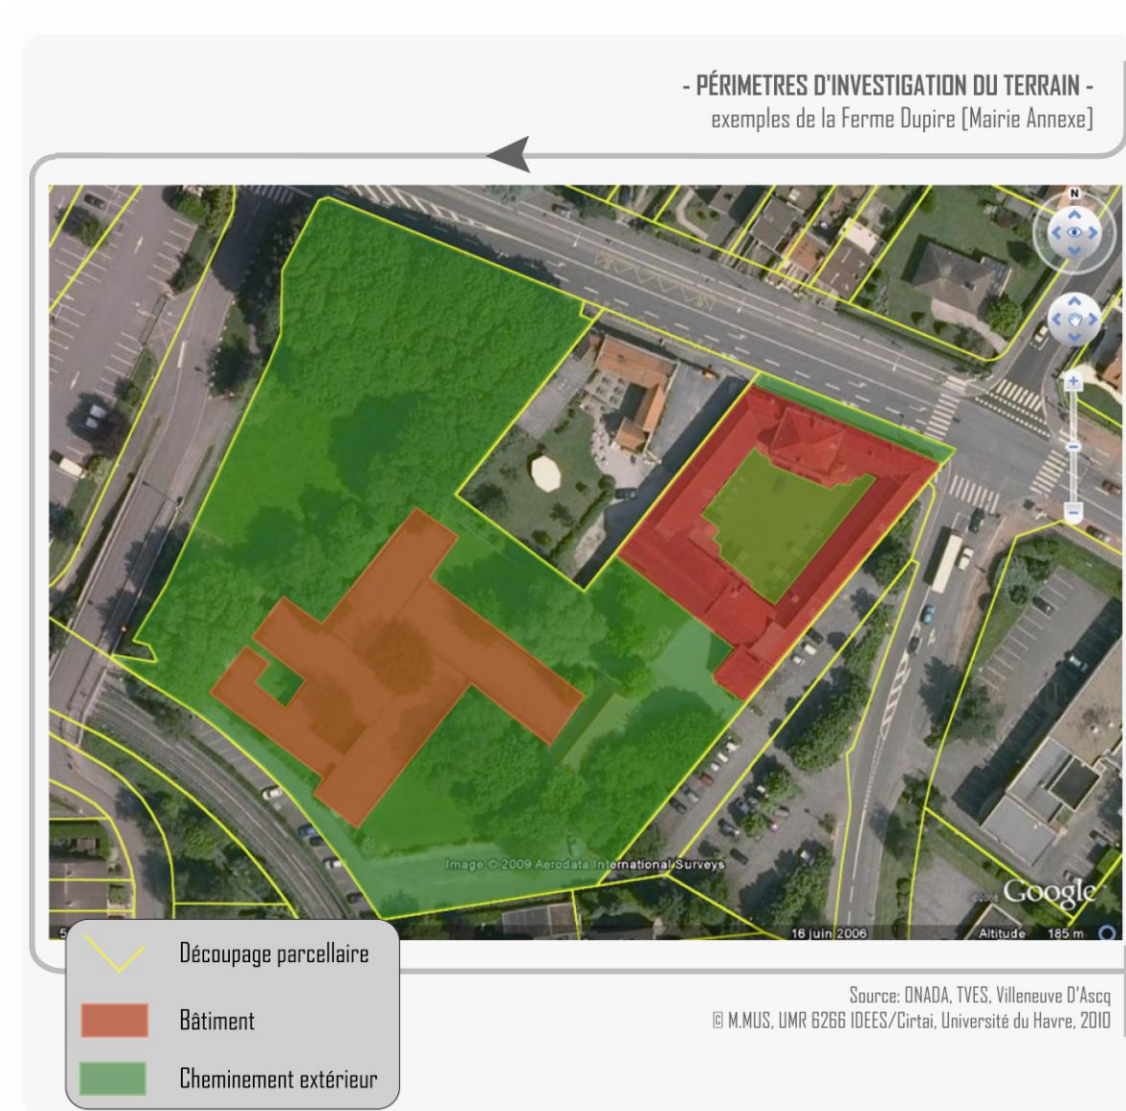 - PÉRIMETRES D'INVESTIGATION DU TERRAIN -
exemples de la Ferme Dupire [Mairie Annexe]
N
Image © 2009 Aerodata International Surveys
Google
16 juin 2006
Altitude 185 m
Découpage parcellaire
Bâtiment
Cheminement extérieur
Source: ONADA, TVES, Villeneuve D'Ascq
© M.MUS, UMR 6266 IDEES/Cirtai, Université du Havre, 2010